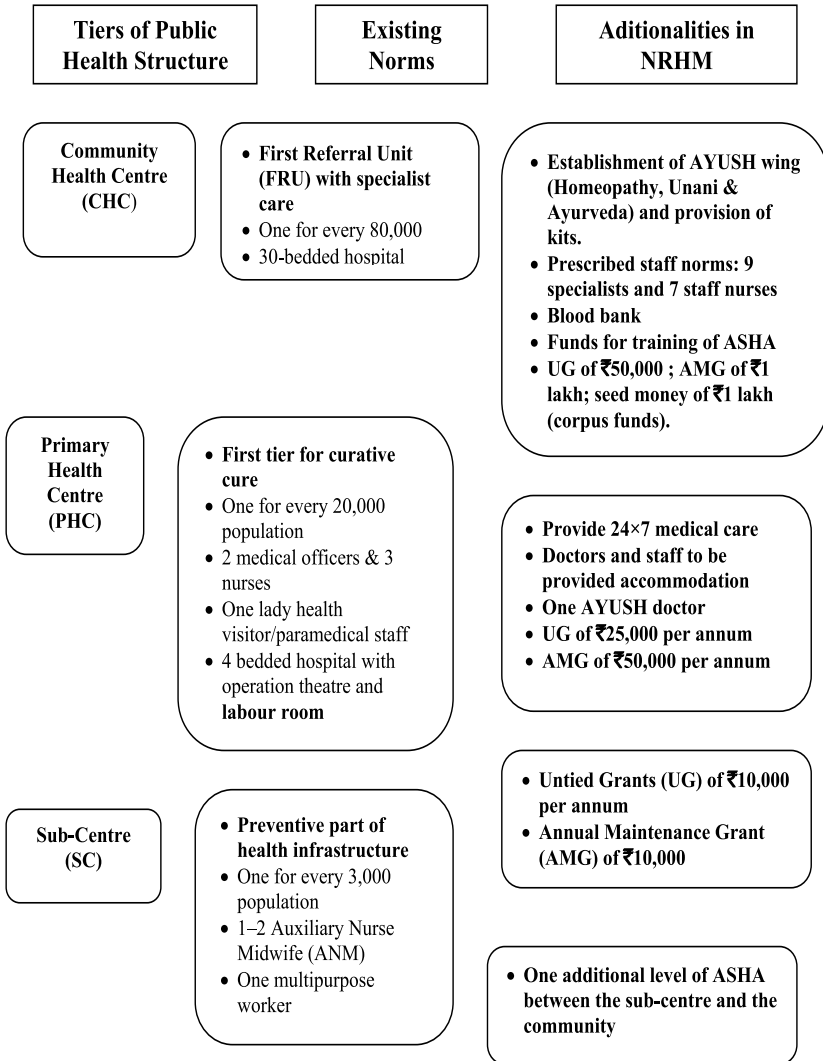 Tiers of Public
Health Structure
Existing
Norms
Aditionalities in
NRHM
Community
Health Centre
(CHC)
• First Referral Unit
(FRU) with specialist
care
• One for every 80,000
• 30-bedded hospital
• Establishment of AYUSH wing
(Homeopathy, Unani &
Ayurveda) and provision of
kits.
• Prescribed staff norms: 9
specialists and 7 staff nurses
• Blood bank
• Funds for training of ASHA
• UG of ₹50,000 ; AMG of ₹1
lakh; seed money of ₹1 lakh
(corpus funds).
Primary
Health
Centre
(PHC)
• First tier for curative
cure
• One for every 20,000
population
• 2 medical officers & 3
nurses
• One lady health
visitor/paramedical staff
• 4 bedded hospital with
operation theatre and
labour room
• Provide 24×7 medical care
• Doctors and staff to be
provided accommodation
• One AYUSH doctor
• UG of ₹25,000 per annum
• AMG of ₹50,000 per annum
Sub-Centre
(SC)
• Preventive part of
health infrastructure
• One for every 3,000
population
• 1–2 Auxiliary Nurse
Midwife (ANM)
• One multipurpose
worker
• Untied Grants (UG) of ₹10,000
per annum
• Annual Maintenance Grant
(AMG) of ₹10,000
• One additional level of ASHA
between the sub-centre and the
community